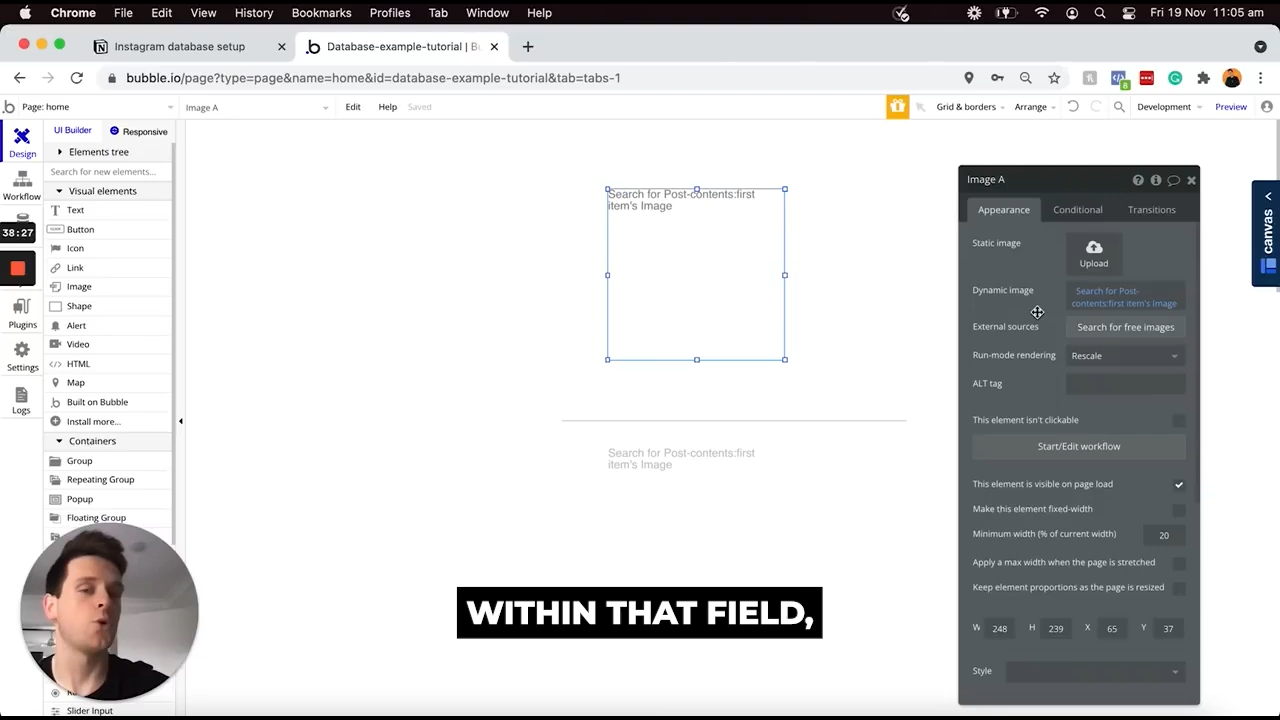 Chrome File Edit View History Bookmarks Profiles Tab Window Help Fri 19 Nov 11:05 am
Instagram database setup Database-example-tutorial | Bu
bubble.io/page?type=page&name=home&id=database-example-tutorial&tab=tabs-1
8
Page: home Image A Edit Help Saved Grid & borders Arrange Development Preview
Design
Workflow
38:27
Plugins
Settings
Logs
UI Builder Responsive
Elements tree
Search for new elements...
Visual elements
Text
Button
Icon
Link
Image
Shape
Alert
Video
</> HTML
Map
Built on Bubble
Install more...
Containers
Group
Repeating Group
Popup
Floating Group
Slider Input
Search for Post-contents:first
item's Image
Search for Post-contents:first
item's Image
WITHIN THAT FIELD,
Image A
Appearance Conditional Transitions
Static image Upload
Dynamic image Search for Post-
contents:first item's Image
External sources Search for free images
Run-mode rendering Rescale
ALT tag
This element isn't clickable
Start/Edit workflow
This element is visible on page load
Make this element fixed-width
Minimum width (% of current width) 20
Apply a max width when the page is stretched
Keep element proportions as the page is resized
W 248 H 239 X 65 Y 37
Style
canvas